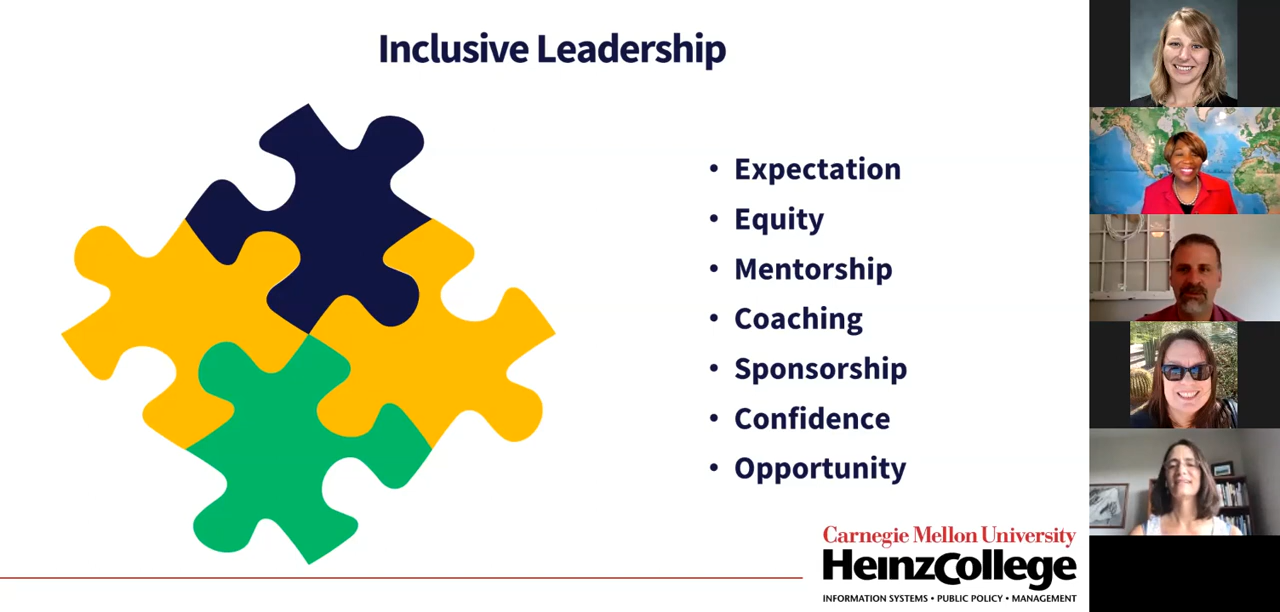 Inclusive Leadership
• Expectation
• Equity
• Mentorship
• Coaching
• Sponsorship
• Confidence
• Opportunity
Carnegie Mellon University
HeinzCollege
INFORMATION SYSTEMS • PUBLIC POLICY • MANAGEMENT